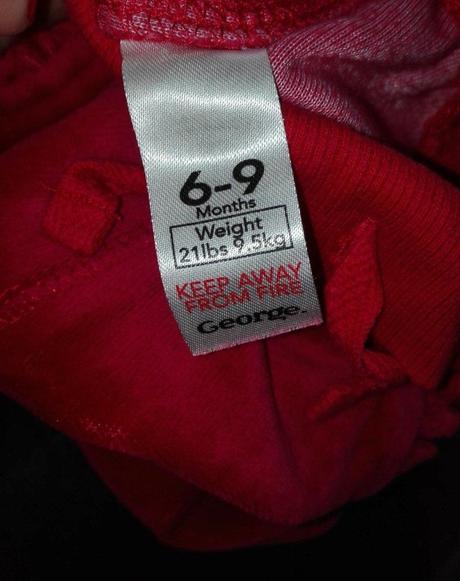 6-9
Months
Weight
21lbs 9.5kg
KEEP AWAY
FROM FIRE
George.